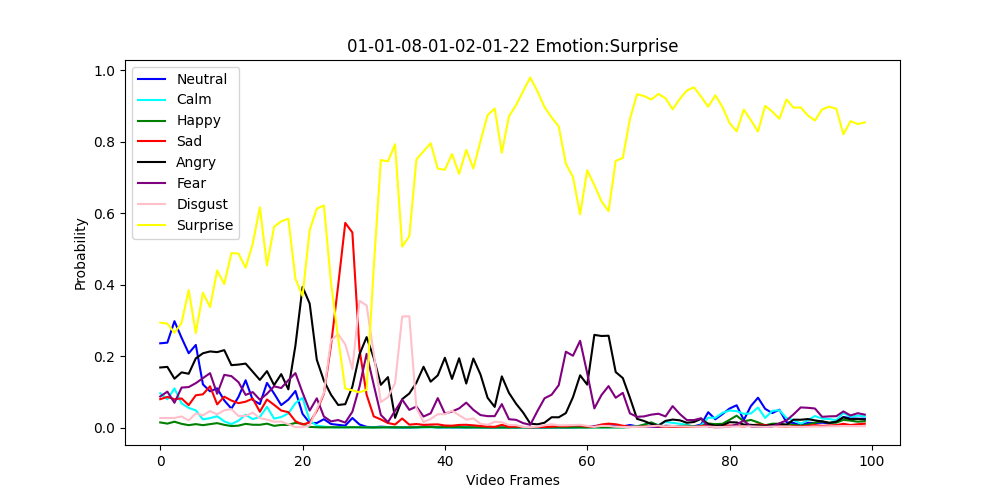 01-01-08-01-02-01-22 Emotion:Surprise
1.0
0.8
0.6
0.4
0.2
0.0
Probability
Neutral
Calm
Happy
Sad
Angry
Fear
Disgust
Surprise
0 20 40 60 80 100
Video Frames